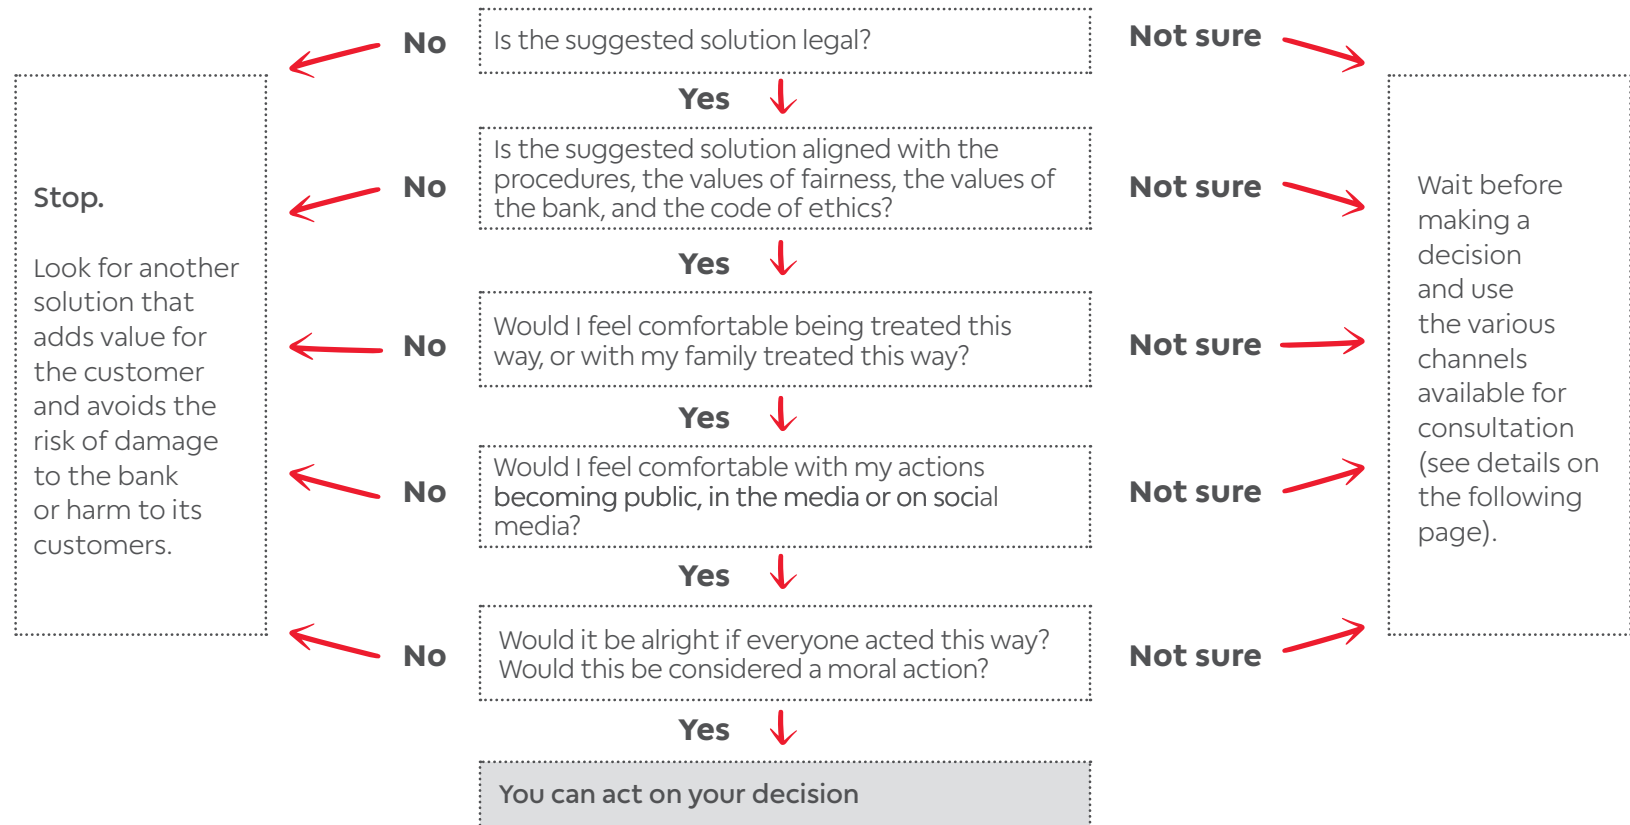 No
Is the suggested solution legal?
Not sure
Yes
No
Is the suggested solution aligned with the
procedures, the values of fairness, the values of
the bank, and the code of ethics?
Not sure
Yes
No
Would I feel comfortable being treated this
way, or with my family treated this way?
Not sure
Yes
No
Would I feel comfortable with my actions
becoming public, in the media or on social
media?
Not sure
Yes
No
Would it be alright if everyone acted this way?
Would this be considered a moral action?
Not sure
Yes
You can act on your decision
Stop.
Look for another
solution that
adds value for
the customer
and avoids the
risk of damage
to the bank
or harm to its
customers.
Wait before
making a
decision
and use
the various
channels
available for
consultation
(see details on
the following
page).